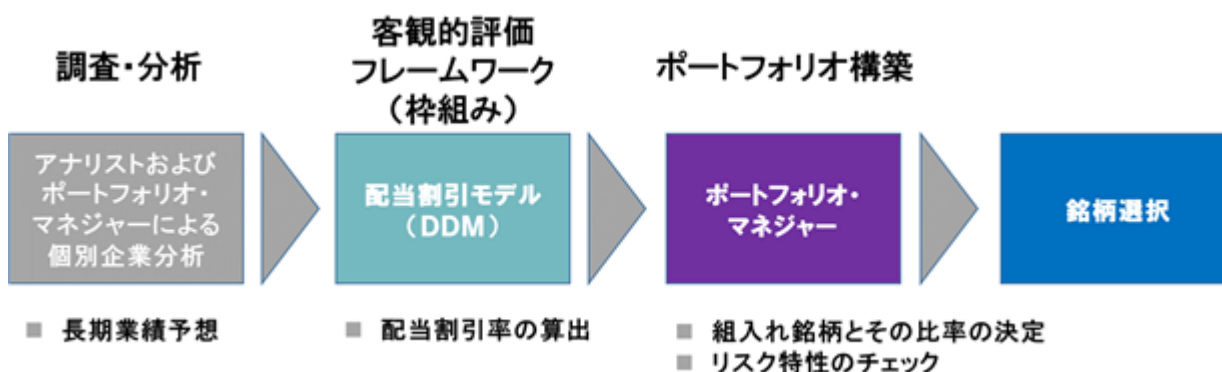 調査・分析
客観的評価
フレームワーク
（枠組み）
ポートフォリオ構築
アナリストおよび
ポートフォリオ・
マネジャーによる
個別企業分析
配当割引モデル
（DDM）
ポートフォリオ・
マネジャー
銘柄選択
■ 長期業績予想
■ 配当割引率の算出
■ 組入れ銘柄とその比率の決定
■ リスク特性のチェック